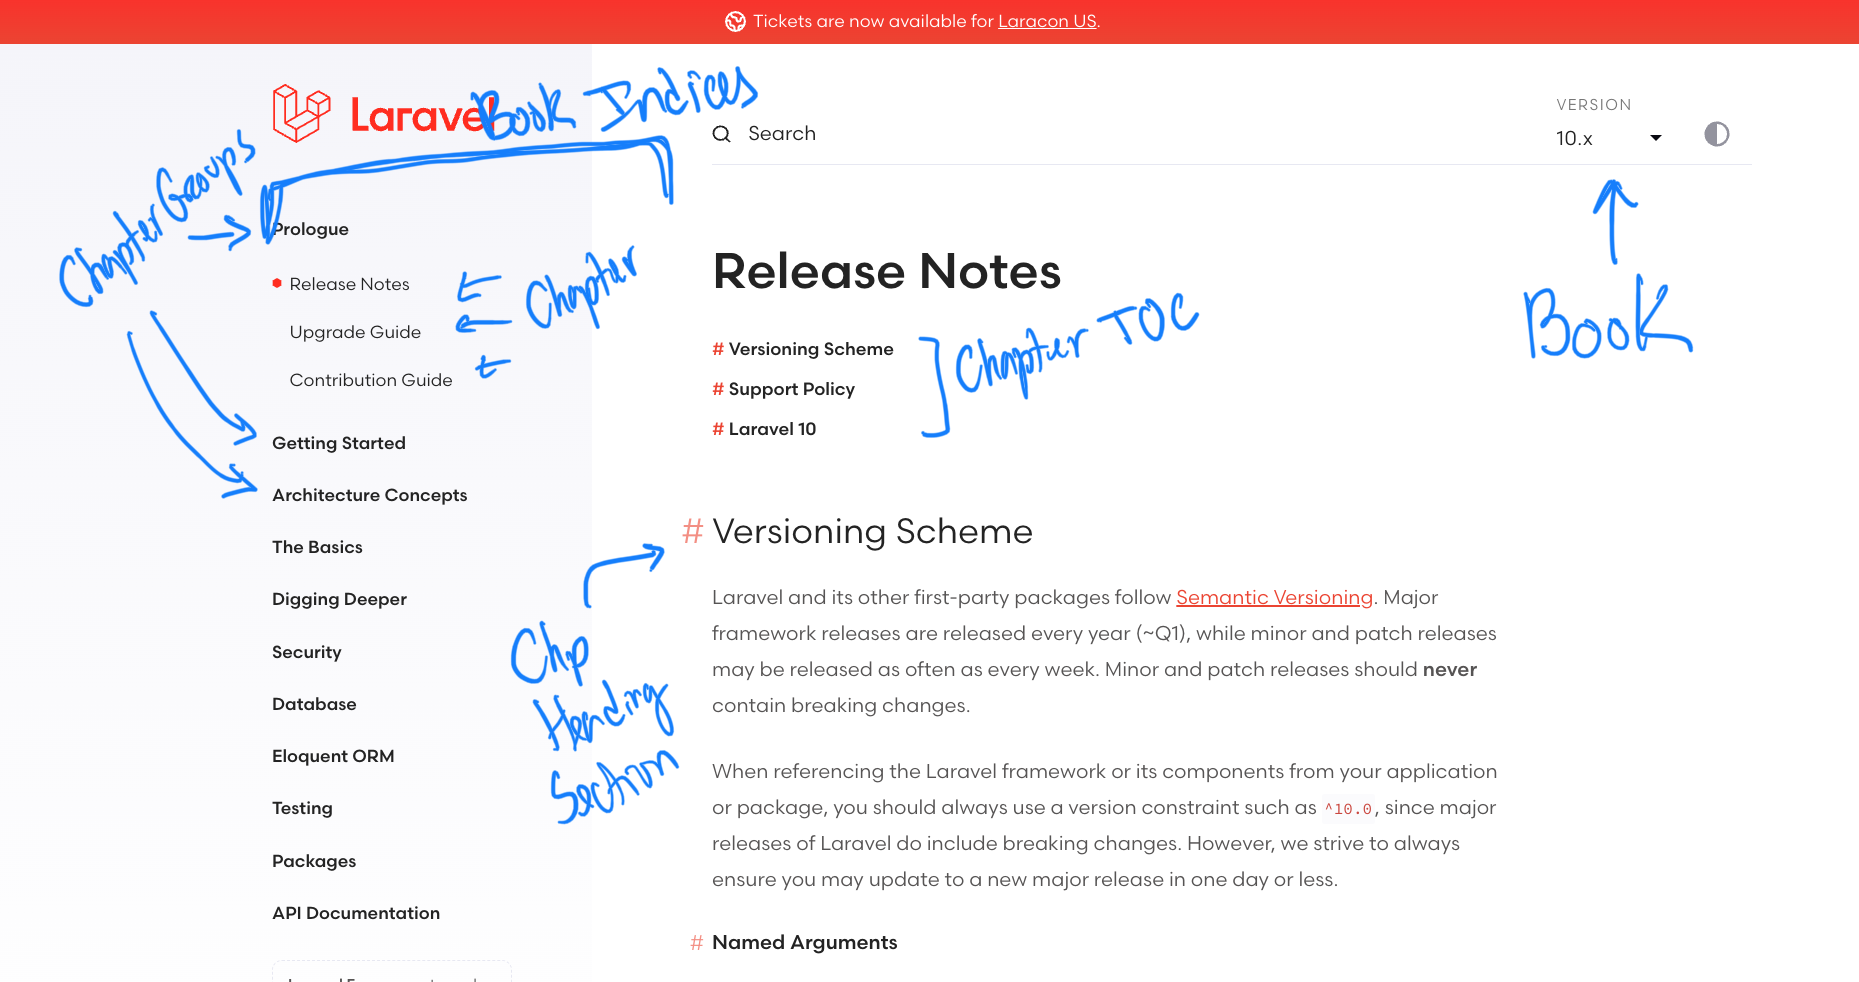 Tickets are now available for Laracon US.
Laravel
Book Indices
Search
VERSION
10.x
Book
Chapter Groups
Prologue
Release Notes
Upgrade Guide
Contribution Guide
Chapter
Getting Started
Architecture Concepts
The Basics
Digging Deeper
Security
Database
Eloquent ORM
Testing
Packages
API Documentation
Release Notes
# Versioning Scheme
# Support Policy
# Laravel 10
Chapter TOC
# Versioning Scheme
Chp
Heading
Section
Laravel and its other first-party packages follow Semantic Versioning. Major
framework releases are released every year (~Q1), while minor and patch releases
may be released as often as every week. Minor and patch releases should never
contain breaking changes.
When referencing the Laravel framework or its components from your application
or package, you should always use a version constraint such as ^10.0, since major
releases of Laravel do include breaking changes. However, we strive to always
ensure you may update to a new major release in one day or less.
# Named Arguments